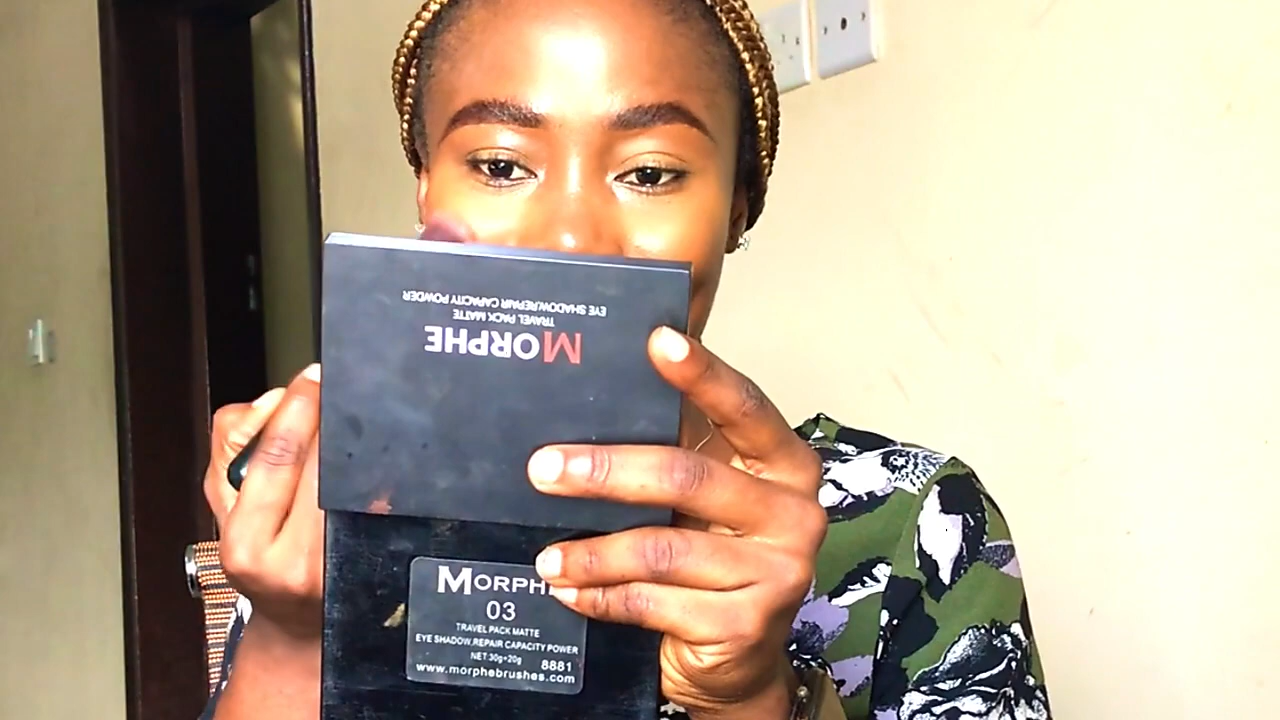 MORPHE
TRAVEL PACK MATTE
EYE SHADOW,REPAIR CAPACITY POWDER
MORPHE
03
TRAVEL PACK MATTE
EYE SHADOW,REPAIR CAPACITY POWER
NET:30g+20g 8881
www.morphebrushes.com